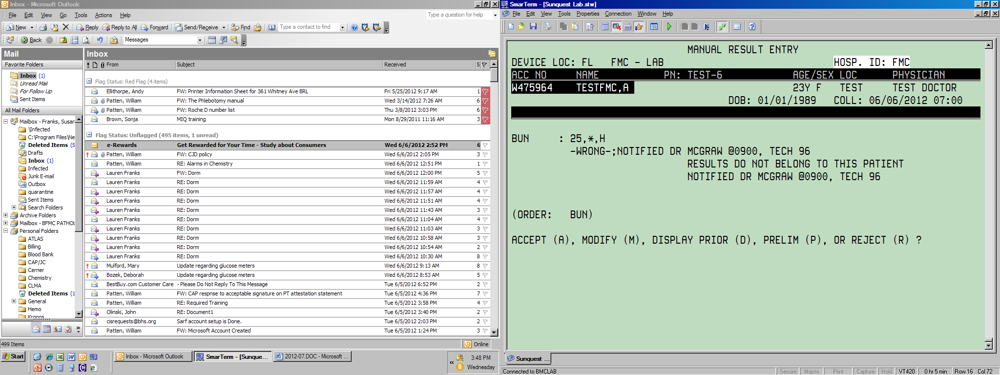 Inbox - Microsoft Outlook
File Edit View Go Tools Actions Help
Type a question for help
New Reply Reply to All Forward Send/Receive Find Type a contact to find
Back Messages
Mail
Favorite Folders
Inbox (1)
Unread Mail
For Follow Up
Sent Items
All Mail Folders
Mailbox - Franks, Susan
\Infected
C:\Program Files\Ne
Deleted Items (5
Drafts
Inbox (1)
Infected
Junk E-mail
Outbox
quarantine
Sent Items
Search Folders
Archive Folders
Mailbox - BFMC PATHOL
Personal Folders
ATLAS
Billing
Blood Bank
CAP/JC
Cerner
Chemistry
CLMA
Deleted Items (1
General
Hemo
Kronos
Inbox
From Subject Received S
Flag Status: Red Flag (4 items)
Ellithorpe, Andy FW: Printer Information Sheet for 361 Whitney Ave BRL Fri 5/25/2012 9:17 AM 1
Patten, William FW: The Phlebotomy manual Wed 3/14/2012 7:26 AM 6
Patten, William FW: Roche D number list Thu 3/8/2012 3:03 PM 6
Brown, Sonja MIQ training Mon 8/29/2011 11:16 AM 3
Flag Status: Unflagged (495 items, 1 unread)
e-Rewards Get Rewarded for Your Time - Study about Consumers Wed 6/6/2012 2:52 PM 6
Patten, William FW: CJD policy Wed 6/6/2012 2:05 PM 3
Patten, William RE: Alarms in Chemistry Wed 6/6/2012 12:51 PM 1
Lauren Franks FW: Dorm Wed 6/6/2012 12:00 PM 5
Lauren Franks RE: Dorm Wed 6/6/2012 11:59 AM 4
Lauren Franks RE: Dorm Wed 6/6/2012 11:57 AM 4
Lauren Franks RE: Dorm Wed 6/6/2012 11:51 AM 4
Lauren Franks RE: Dorm Wed 6/6/2012 11:43 AM 3
Lauren Franks RE: Dorm Wed 6/6/2012 11:04 AM 4
Lauren Franks RE: Dorm Wed 6/6/2012 11:03 AM 3
Lauren Franks RE: Dorm Wed 6/6/2012 10:58 AM 3
Lauren Franks RE: Dorm Wed 6/6/2012 10:54 AM 2
Lauren Franks RE: Dorm Wed 6/6/2012 10:30 AM 8
Mulford, Mary Update regarding glucose meters Wed 6/6/2012 9:13 AM 8
Bozek, Deborah Update regarding glucose meters Wed 6/6/2012 8:53 AM 5
BestBuy.com Customer Care - Please Do Not Reply To This Message Tue 6/5/2012 6:52 PM 2
Patten, William FW: CAP respnse to acceptable signature on PT attestation statement Tue 6/5/2012 4:36 PM 7
Patten, William RE: Required Training Tue 6/5/2012 3:58 PM 4
Olinski, John RE: Document1 Tue 6/5/2012 3:40 PM 2
cisrequests@bhs.org Sarf account setup is Done. Tue 6/5/2012 2:03 PM 2
Patten, William FW: Microsoft Account Created Tue 6/5/2012 1:24 PM 3
499 Items
Online
Start
Inbox - Microsoft Outlook
SmarTerm - [Sunque...
2012-07.DOC - Microsoft ...
3:48 PM
Wednesday
SmarTerm - [Sunquest Lab.stw]
File Edit View Tools Properties Connection Window Help
MANUAL RESULT ENTRY
DEVICE LOC: FL FMC - LAB HOSP. ID: FMC
ACC NO NAME PN: TEST-6 AGE/SEX LOC PHYSICIAN
W475964 TESTFMC,A 23Y F TEST TEST DOCTOR
DOB: 01/01/1989 COLL: 06/06/2012 07:00
BUN : 25,*,H
-WRONG-;NOTIFIED DR MCGRAW @0900, TECH 96
RESULTS DO NOT BELONG TO THIS PATIENT
NOTIFIED DR MCGRAW @0900, TECH 96
(ORDER: BUN)
ACCEPT (A), MODIFY (M), DISPLAY PRIOR (D), PRELIM (P), OR REJECT (R) ?
Sunquest ...
Connected to BMCLAB
Secure Macro Print Capture Hold VT420 0 hr 5 min Row 16 Col 72